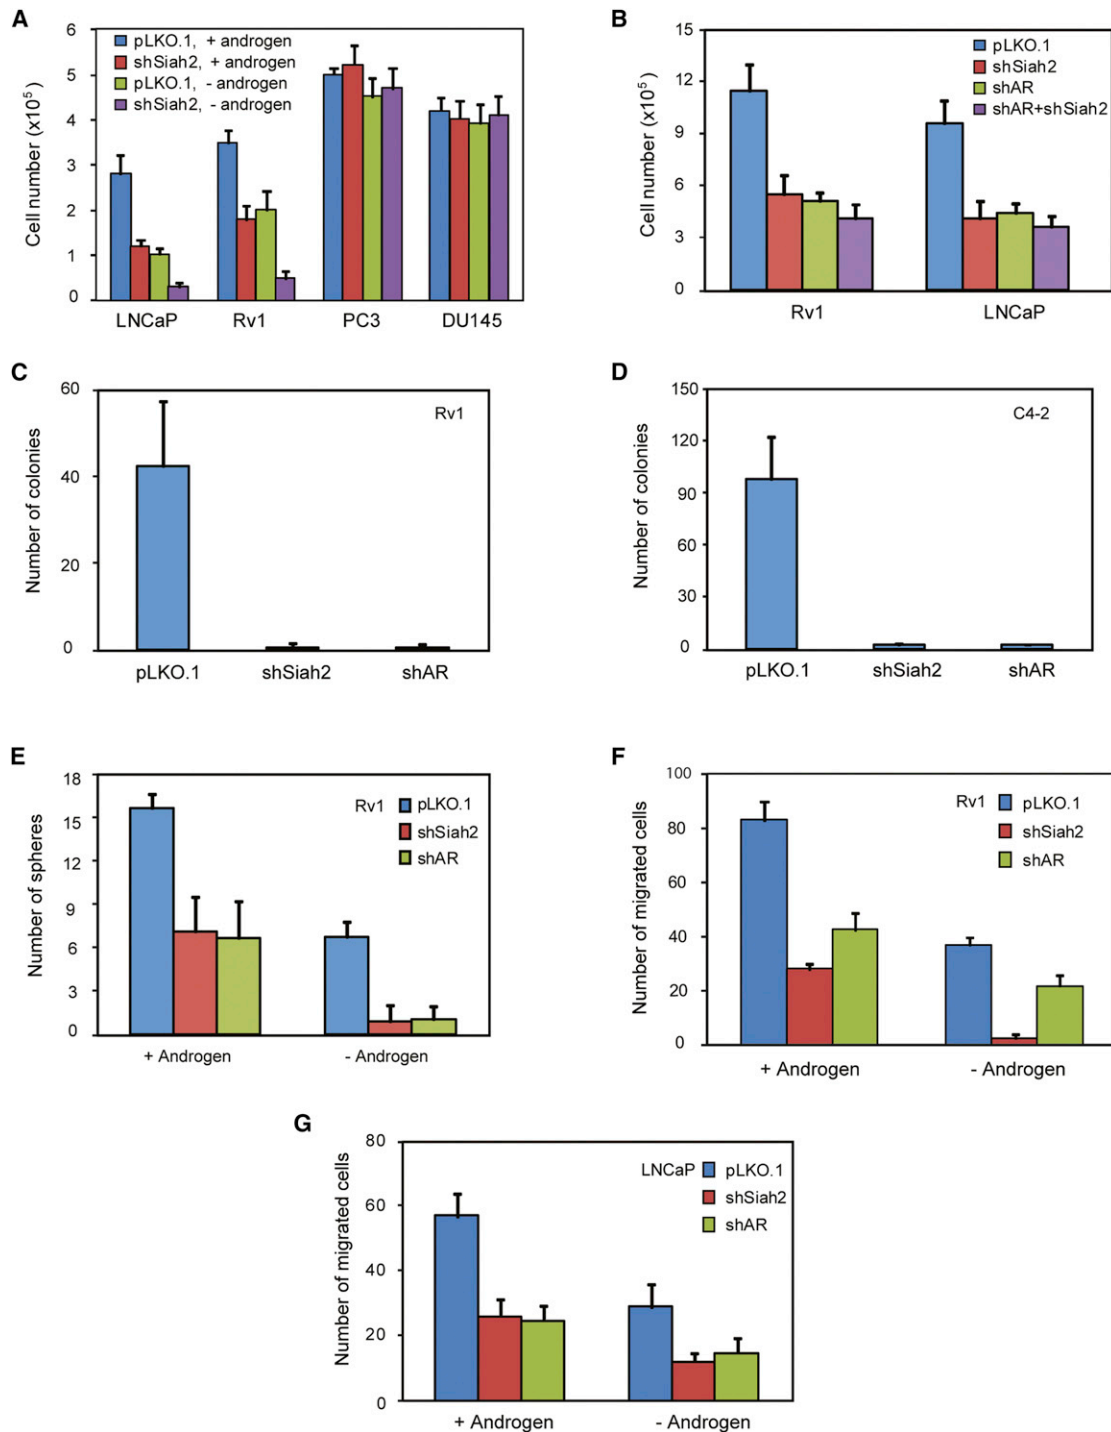 A
Cell number (x10⁵)
6
5
4
3
2
1
0
pLKO.1, + androgen
shSiah2, + androgen
pLKO.1, - androgen
shSiah2, - androgen
LNCaP Rv1 PC3 DU145
B
Cell number (x10⁵)
15
12
9
6
3
0
pLKO.1
shSiah2
shAR
shAR+shSiah2
Rv1 LNCaP
C
Number of colonies
60
40
20
0
Rv1
pLKO.1 shSiah2 shAR
D
Number of colonies
150
120
90
60
30
0
C4-2
pLKO.1 shSiah2 shAR
E
Number of spheres
18
15
12
9
6
3
0
Rv1 pLKO.1
shSiah2
shAR
+ Androgen - Androgen
F
Number of migrated cells
100
80
60
40
20
0
Rv1 pLKO.1
shSiah2
shAR
+ Androgen - Androgen
G
Number of migrated cells
80
60
40
20
0
LNCaP pLKO.1
shSiah2
shAR
+ Androgen - Androgen